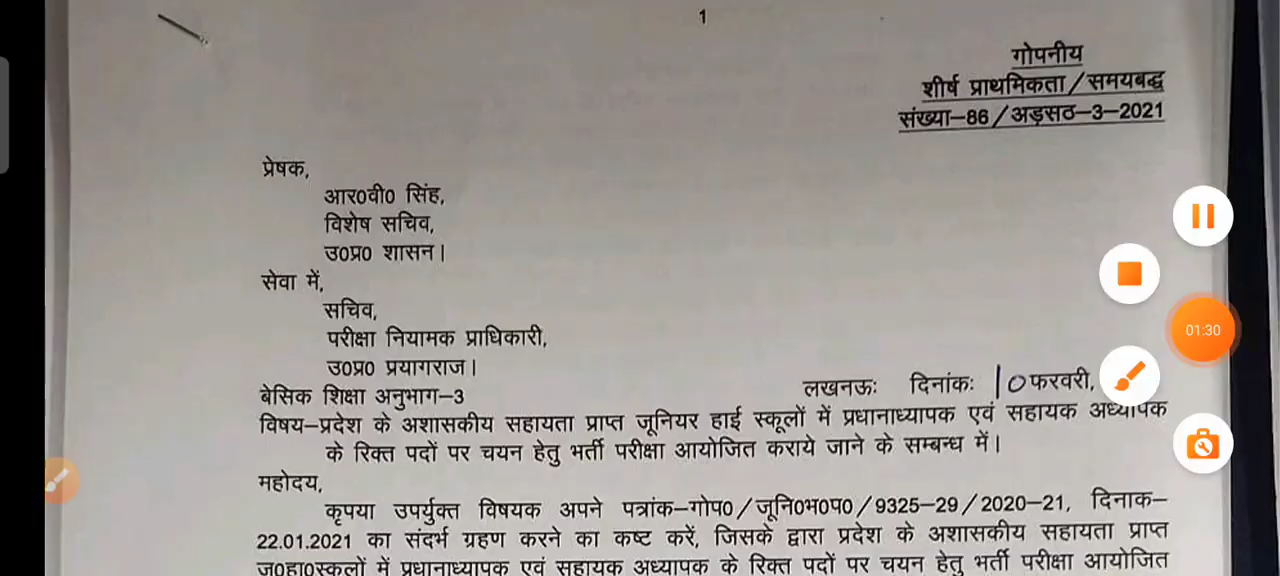 1
गोपनीय
शीर्ष प्राथमिकता/समयबद्ध
संख्या-86/अड़सठ-3-2021
प्रेषक,
आर0वी0 सिंह,
विशेष सचिव,
उ0प्र0 शासन।
सेवा में,
सचिव,
परीक्षा नियामक प्राधिकारी,
उ0प्र0 प्रयागराज।
बेसिक शिक्षा अनुभाग-3 लखनऊः दिनांकः 10 फरवरी,
विषय-प्रदेश के अशासकीय सहायता प्राप्त जूनियर हाई स्कूलों में प्रधानाध्यापक एवं सहायक अध्यापक
के रिक्त पदों पर चयन हेतु भर्ती परीक्षा आयोजित कराये जाने के सम्बन्ध में।
महोदय,
कृपया उपर्युक्त विषयक अपने पत्रांक-गोप0/जूनि0भ0प0/9325-29/2020-21, दिनाक-
22.01.2021 का संदर्भ ग्रहण करने का कष्ट करें, जिसके द्वारा प्रदेश के अशासकीय सहायता प्राप्त
जू0हा0स्कूलों में प्रधानाध्यापक एवं सहायक अध्यापक के रिक्त पदों पर चयन हेतु भर्ती परीक्षा आयोजित
01:30